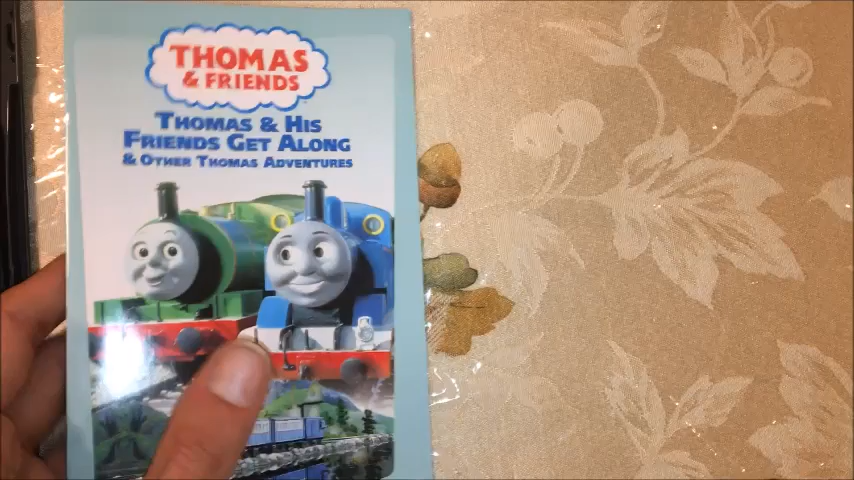 THOMAS
& FRIENDS
THOMAS & HIS
FRIENDS GET ALONG
& OTHER THOMAS ADVENTURES